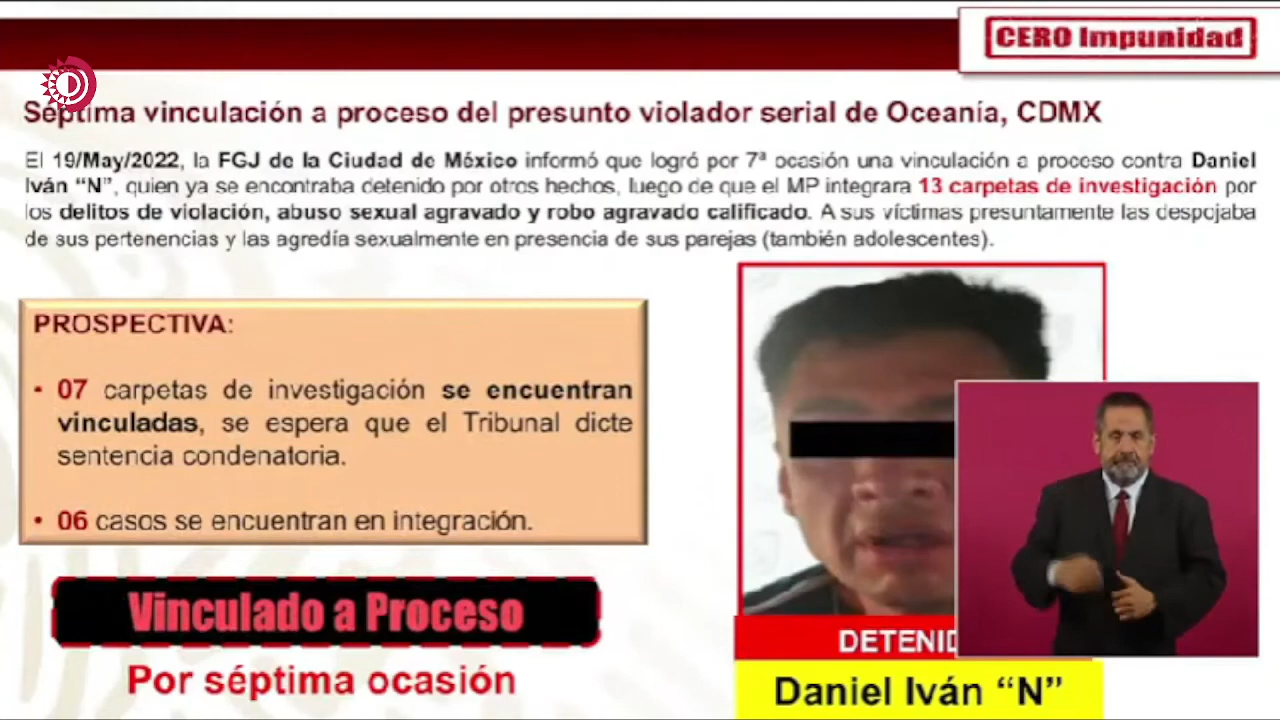 CERO Impunidad
Séptima vinculación a proceso del presunto violador serial de Oceanía, CDMX
El 19/May/2022, la FGJ de la Ciudad de México informó que logró por 7ª ocasión una vinculación a proceso contra Daniel
Iván “N”, quien ya se encontraba detenido por otros hechos, luego de que el MP integrara 13 carpetas de investigación por
los delitos de violación, abuso sexual agravado y robo agravado calificado. A sus víctimas presuntamente las despojaba
de sus pertenencias y las agredía sexualmente en presencia de sus parejas (también adolescentes).
PROSPECTIVA:
• 07 carpetas de investigación se encuentran
vinculadas, se espera que el Tribunal dicte
sentencia condenatoria.
• 06 casos se encuentran en integración.
Vinculado a Proceso
Por séptima ocasión
DETENID
Daniel Iván “N”